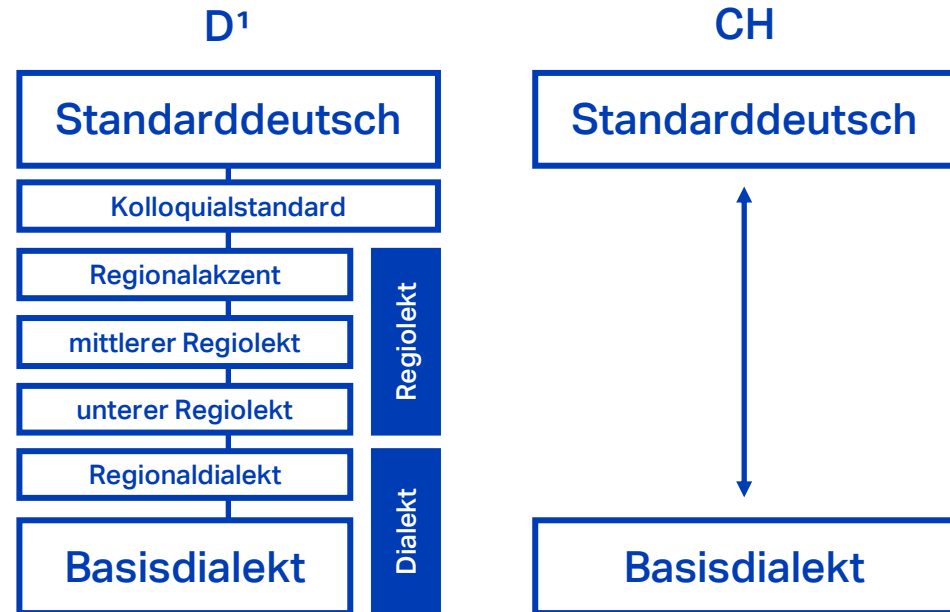 D¹
Standarddeutsch
Kolloquialstandard
Regionalakzent
mittlerer Regiolekt
unterer Regiolekt
Regiolekt
Regionaldialekt
Basisdialekt
Dialekt
CH
Standarddeutsch
Basisdialekt